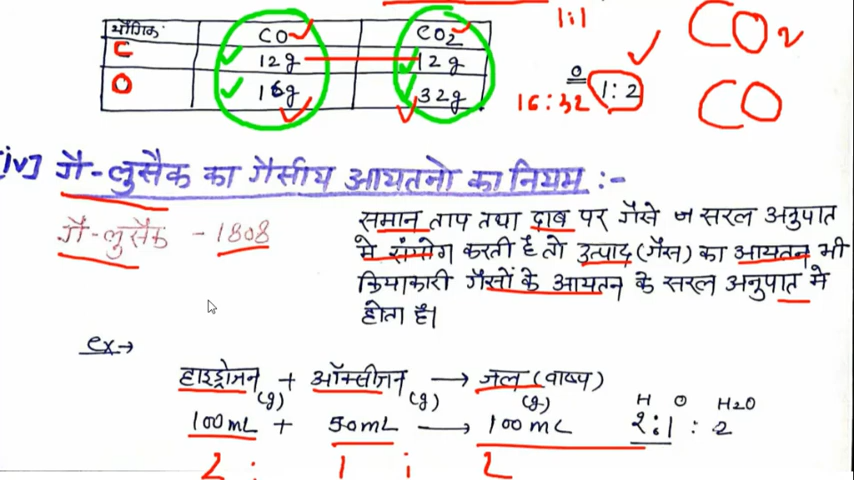 1:1
CO2
यौगिक CO CO2
C 12g 12g
O 16g 32g
O
16:32 1:2
CO
iv] गै-लुसैक का गैसीय आयतनो का नियम :-
गै-लुसैक - 1808
समान ताप तथा दाब पर गैसे ज सरल अनुपात
मे संयोग करती है तो उत्पाद (गैस) का आयतन भी
क्रियाकारी गैसों के आयतन के सरल अनुपात में
होता है।
ex→
हाइड्रोजन(g) + ऑक्सीजन(g) → जल (वाष्प)(g)
H O H2O
100mL + 50mL → 100mL 2:1 : 2
2 : 1 : 2